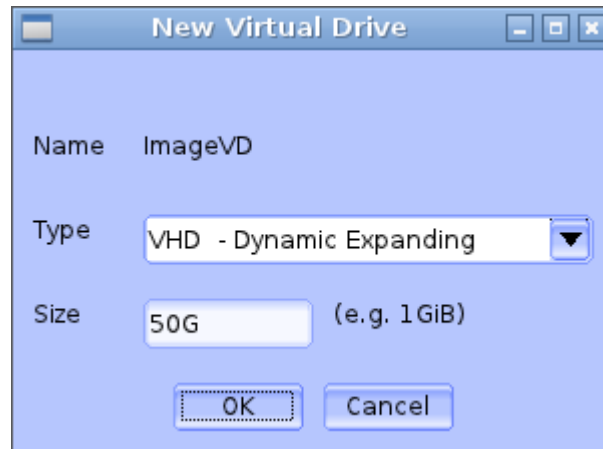 New Virtual Drive
Name ImageVD
Type VHD - Dynamic Expanding
Size 50G (e.g. 1GiB)
OK Cancel